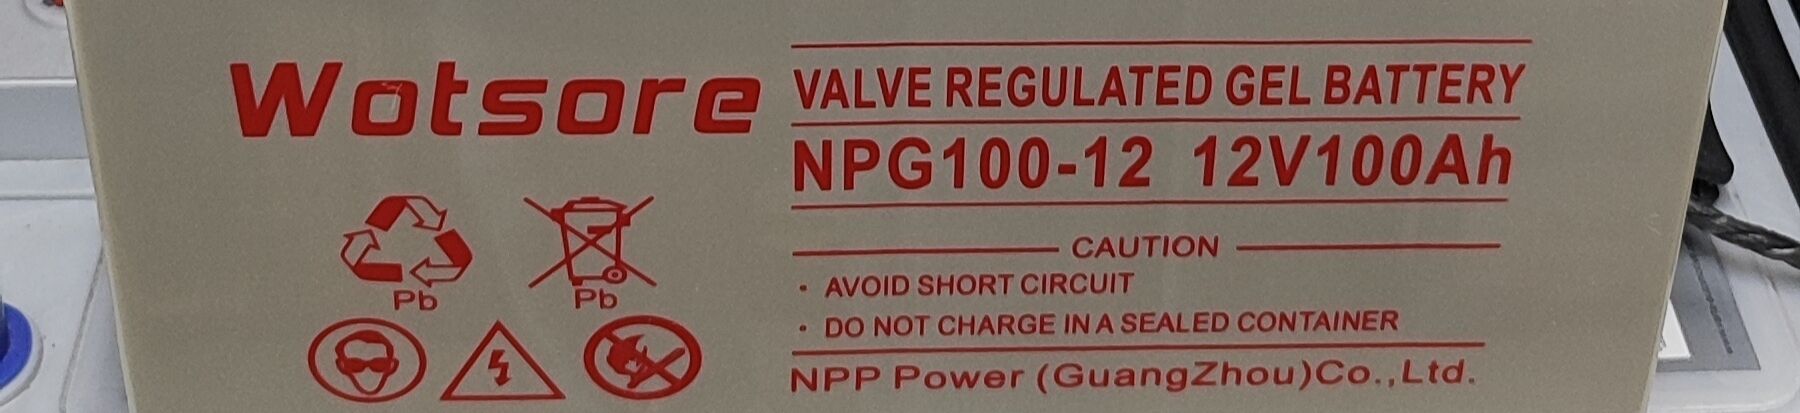 Wotsore
VALVE REGULATED GEL BATTERY
NPG100-12 12V100Ah
CAUTION
· AVOID SHORT CIRCUIT
· DO NOT CHARGE IN A SEALED CONTAINER
NPP Power (GuangZhou)Co.,Ltd.
Pb
Pb